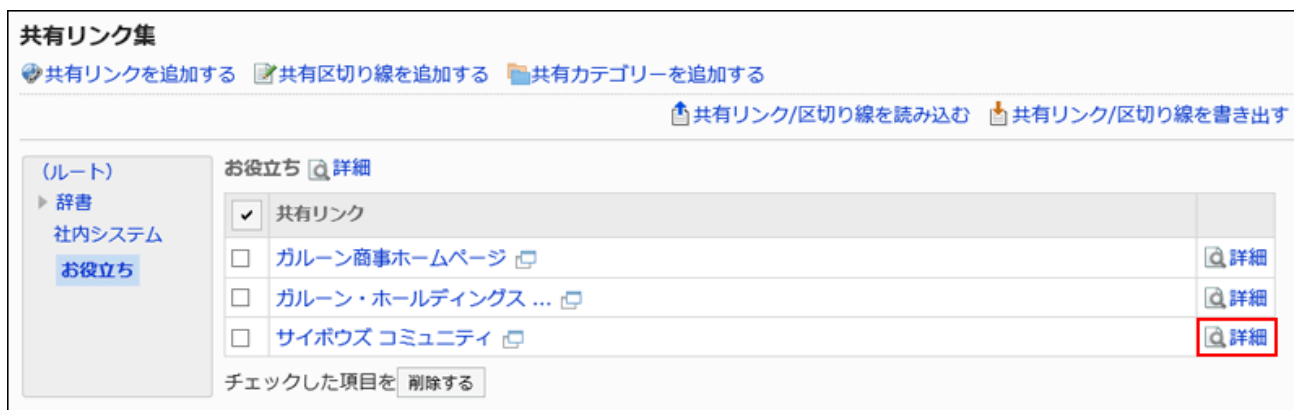 共有リンク集
共有リンクを追加する 共有区切り線を追加する 共有カテゴリーを追加する
共有リンク/区切り線を読み込む 共有リンク/区切り線を書き出す
(ルート)
辞書
社内システム
お役立ち
お役立ち 詳細
共有リンク
ガルーン商事ホームページ 詳細
ガルーン・ホールディングス ... 詳細
サイボウズ コミュニティ 詳細
チェックした項目を 削除する